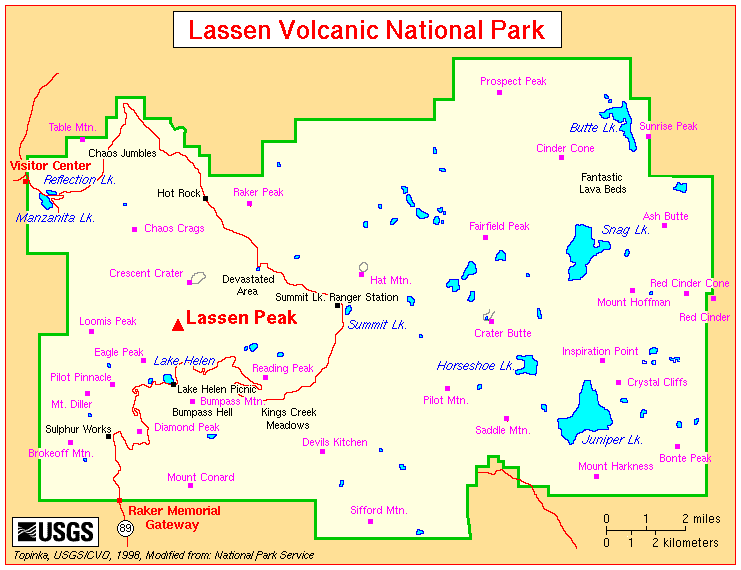 Lassen Volcanic National Park
Prospect Peak
Butte Lk.
Table Mtn.
Sunrise Peak
Chaos Jumbles
Cinder Cone
Visitor Center
Reflection Lk.
Fantastic
Lava Beds
Hot Rock
Raker Peak
Manzanita Lk.
Ash Butte
Chaos Crags
Fairfield Peak
Snag Lk.
Crescent Crater
Devastated
Area
Hat Mtn.
Red Cinder Cone
Summit Lk. Ranger Station
Mount Hoffman
Red Cinder
Loomis Peak
Lassen Peak
Summit Lk.
Crater Butte
Eagle Peak
Lake Helen
Inspiration Point
Reading Peak
Horseshoe Lk.
Pilot Pinnacle
Lake Helen Picnic
Crystal Cliffs
Mt. Diller
Bumpass Mtn.
Pilot Mtn.
Bumpass Hell
Kings Creek
Meadows
Sulphur Works
Diamond Peak
Saddle Mtn.
Devils Kitchen
Juniper Lk.
Brokeoff Mtn.
Bonte Peak
Mount Conard
Mount Harkness
Raker Memorial
Gateway
Sifford Mtn.
89
USGS
0 1 2 miles
0 1 2 kilometers
Topinka, USGS/CVO, 1998, Modified from: National Park Service